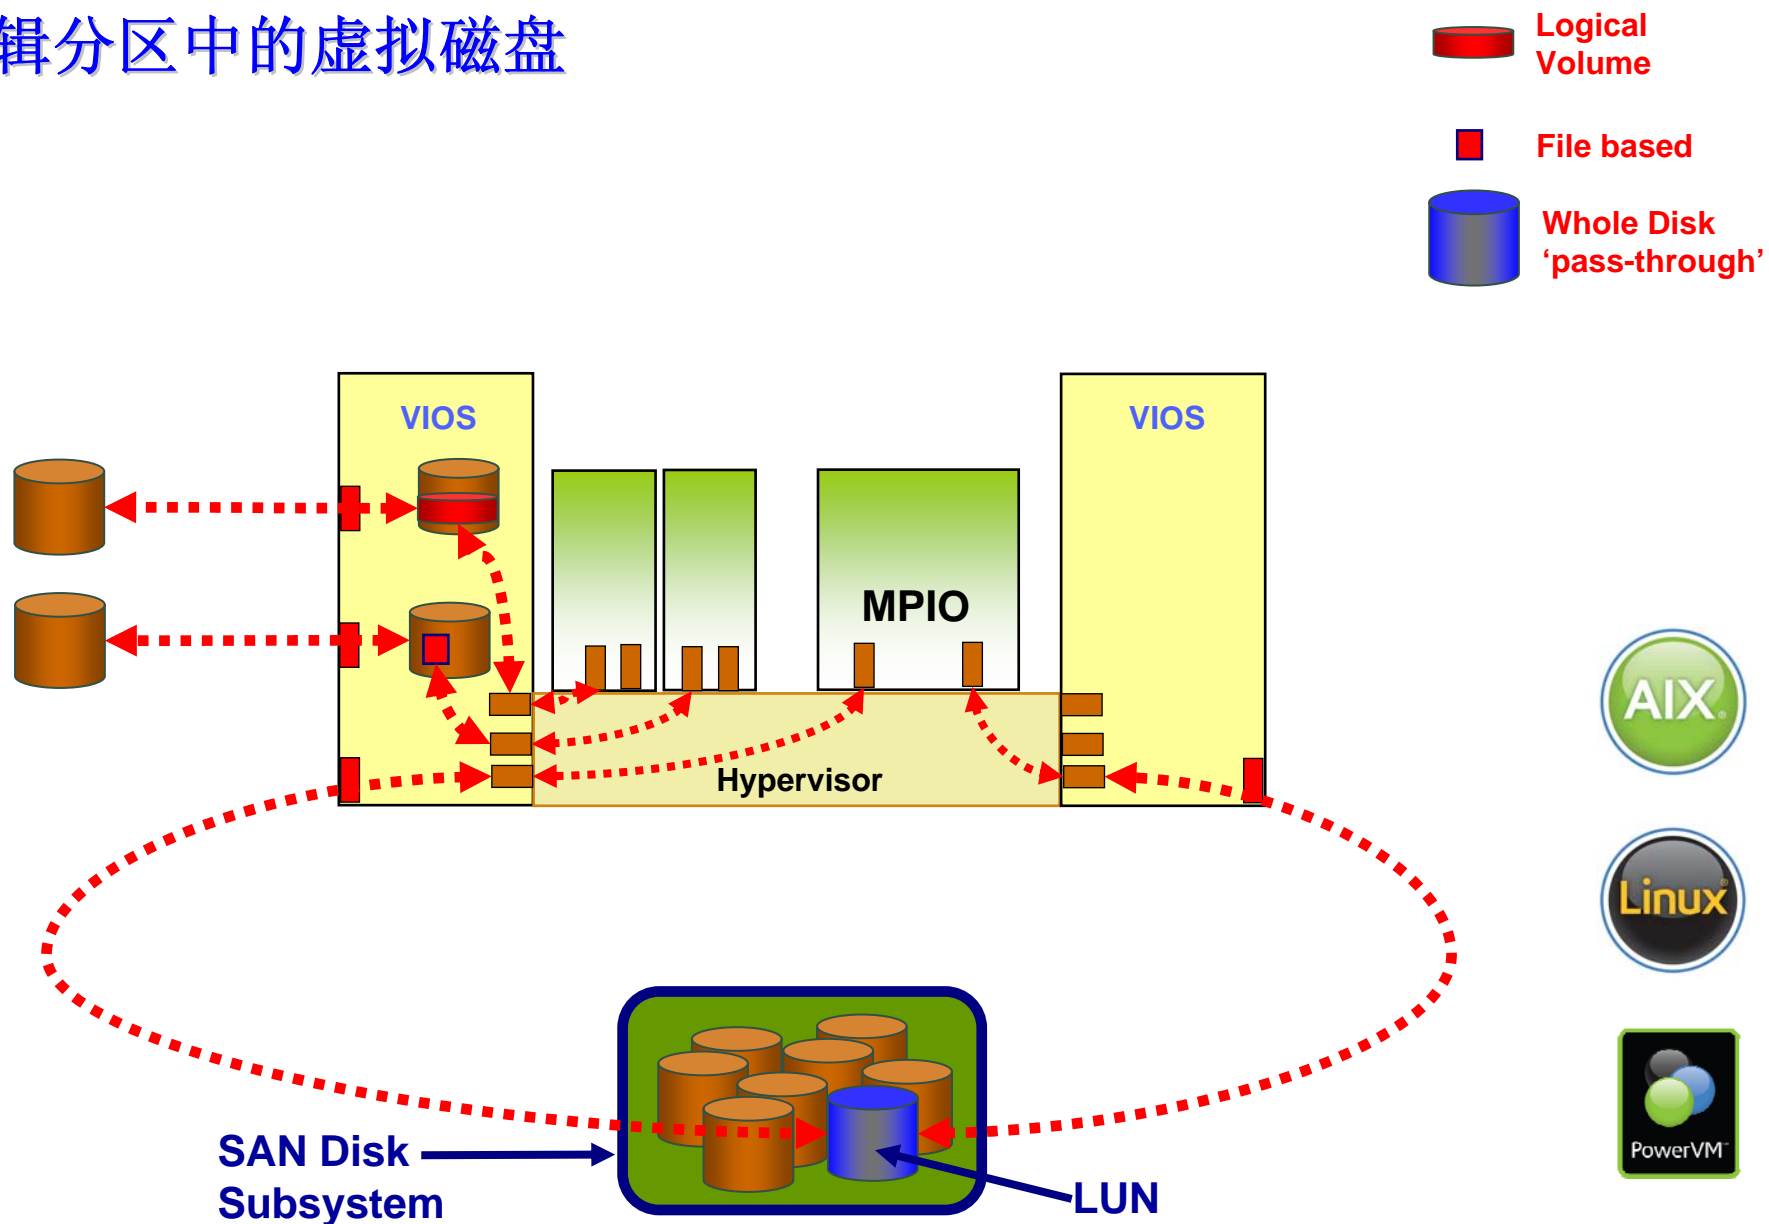 辑分区中的虚拟磁盘
Logical
Volume
File based
Whole Disk
‘pass-through’
VIOS
VIOS
MPIO
Hypervisor
AIX®
Linux®
PowerVM™
SAN Disk
Subsystem
LUN